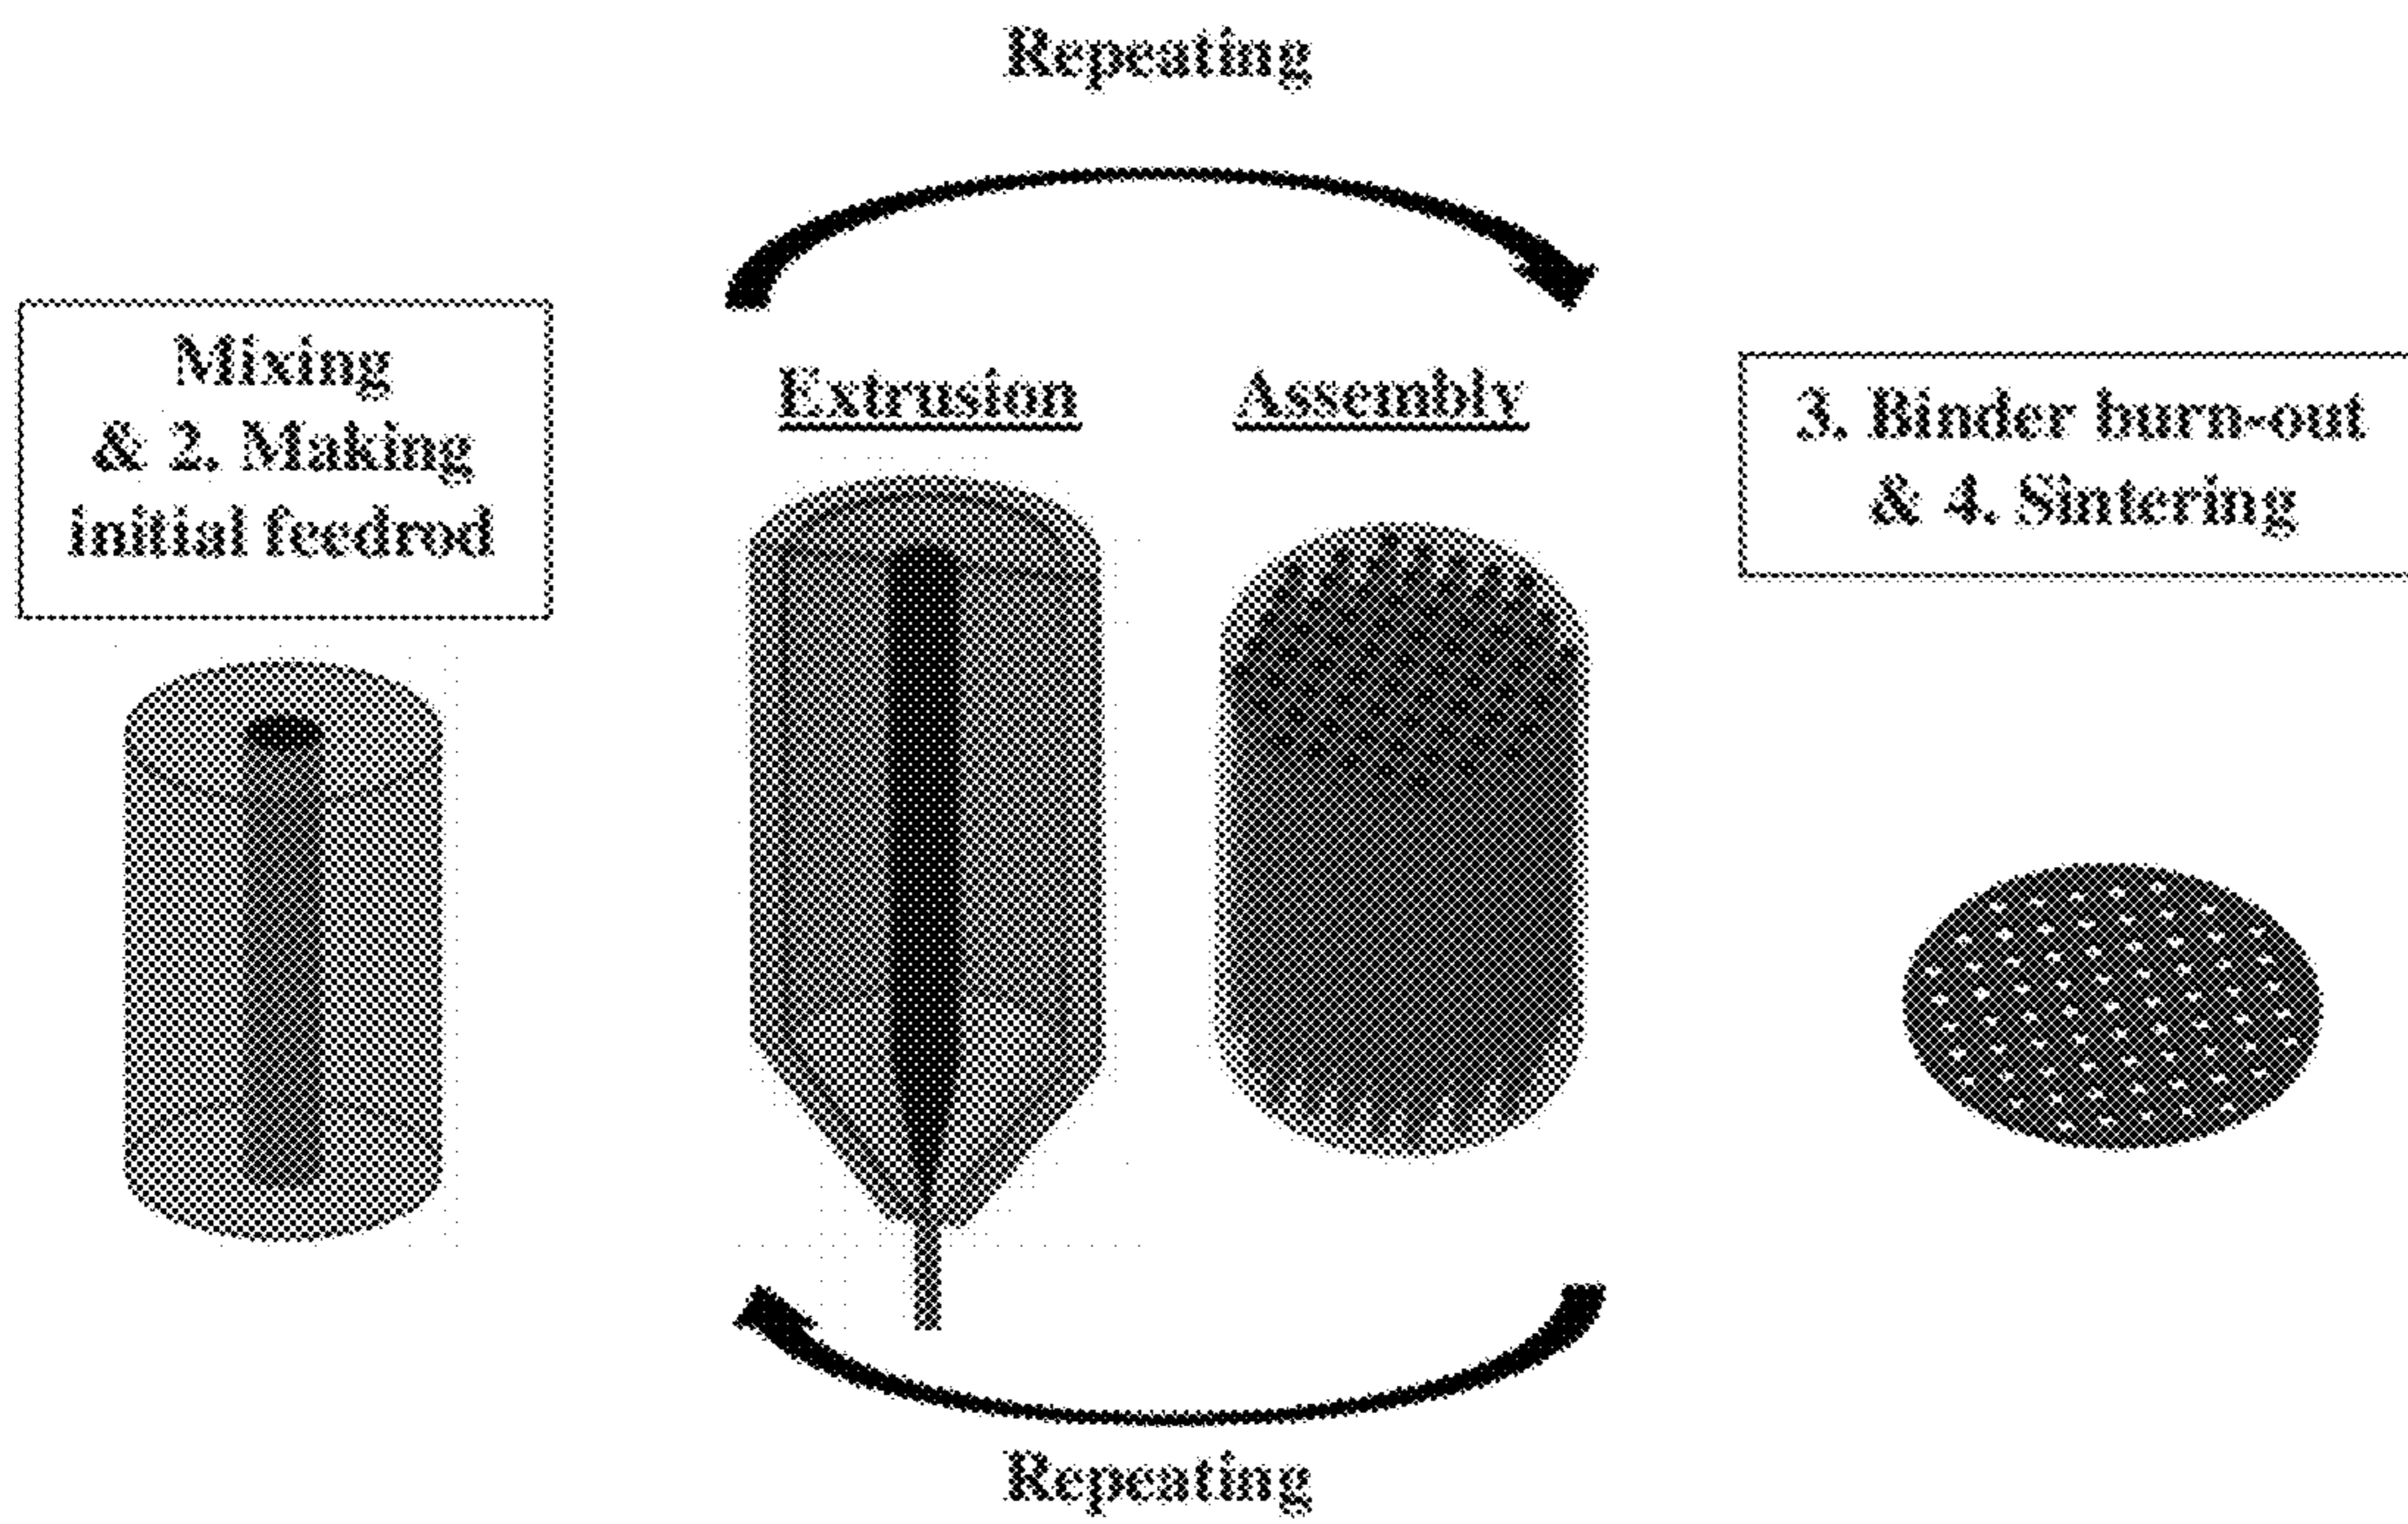 Repeating
Mixing
& 2. Making
initial feedrod
Extrusion
Assembly
3. Binder burn-out
& 4. Sintering
Repeating